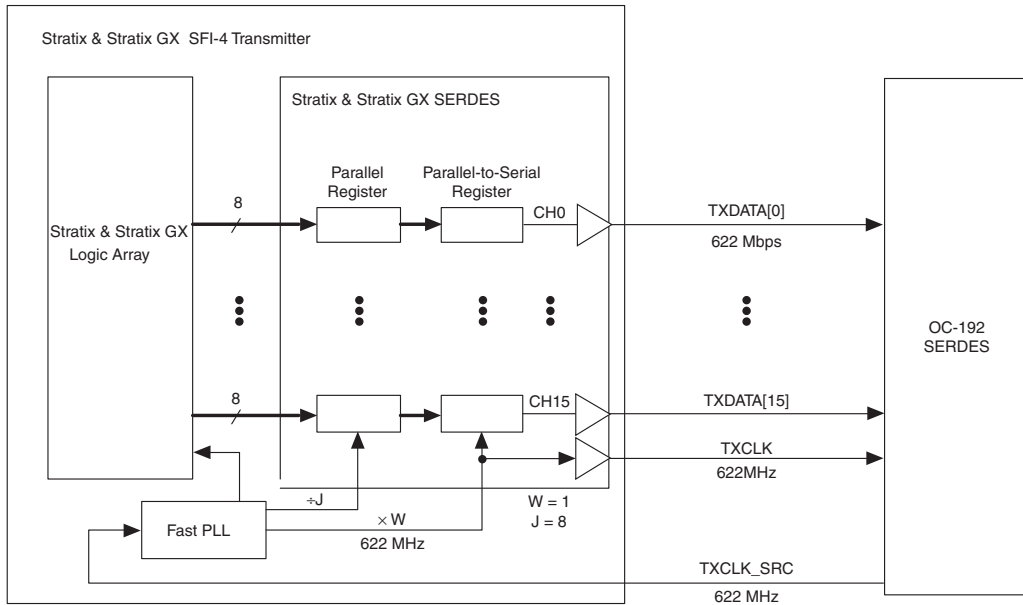 Stratix & Stratix GX  SFI-4 Transmitter
Stratix & Stratix GX SERDES
Parallel
Register
Parallel-to-Serial
Register
8
CH0
TXDATA[0]
622 Mbps
Stratix & Stratix GX
Logic Array
OC-192
SERDES
8
CH15
TXDATA[15]
TXCLK
622MHz
÷J
W = 1
J = 8
Fast PLL
× W
622 MHz
TXCLK_SRC
622 MHz